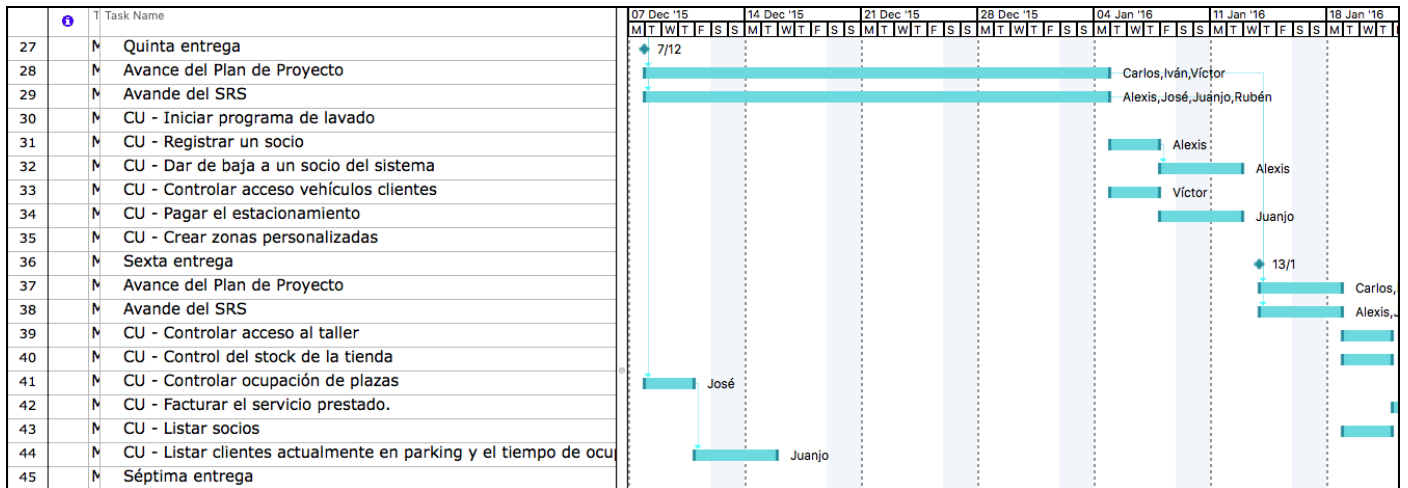 T Task Name 07 Dec '15 14 Dec '15 21 Dec '15 28 Dec '15 04 Jan '16 11 Jan '16 18 Jan '16
M T W T F S S M T W T F S S M T W T F S S M T W T F S S M T W T F S S M T W T F S S M T W T
27 M Quinta entrega 7/12
28 M Avance del Plan de Proyecto Carlos,Iván,Víctor
29 M Avande del SRS Alexis,José,Juanjo,Rubén
30 M CU - Iniciar programa de lavado
31 M CU - Registrar un socio Alexis
32 M CU - Dar de baja a un socio del sistema Alexis
33 M CU - Controlar acceso vehículos clientes Víctor
34 M CU - Pagar el estacionamiento Juanjo
35 M CU - Crear zonas personalizadas
36 M Sexta entrega 13/1
37 M Avance del Plan de Proyecto Carlos,
38 M Avande del SRS Alexis,
39 M CU - Controlar acceso al taller
40 M CU - Control del stock de la tienda
41 M CU - Controlar ocupación de plazas José
42 M CU - Facturar el servicio prestado.
43 M CU - Listar socios
44 M CU - Listar clientes actualmente en parking y el tiempo de ocu Juanjo
45 M Séptima entrega